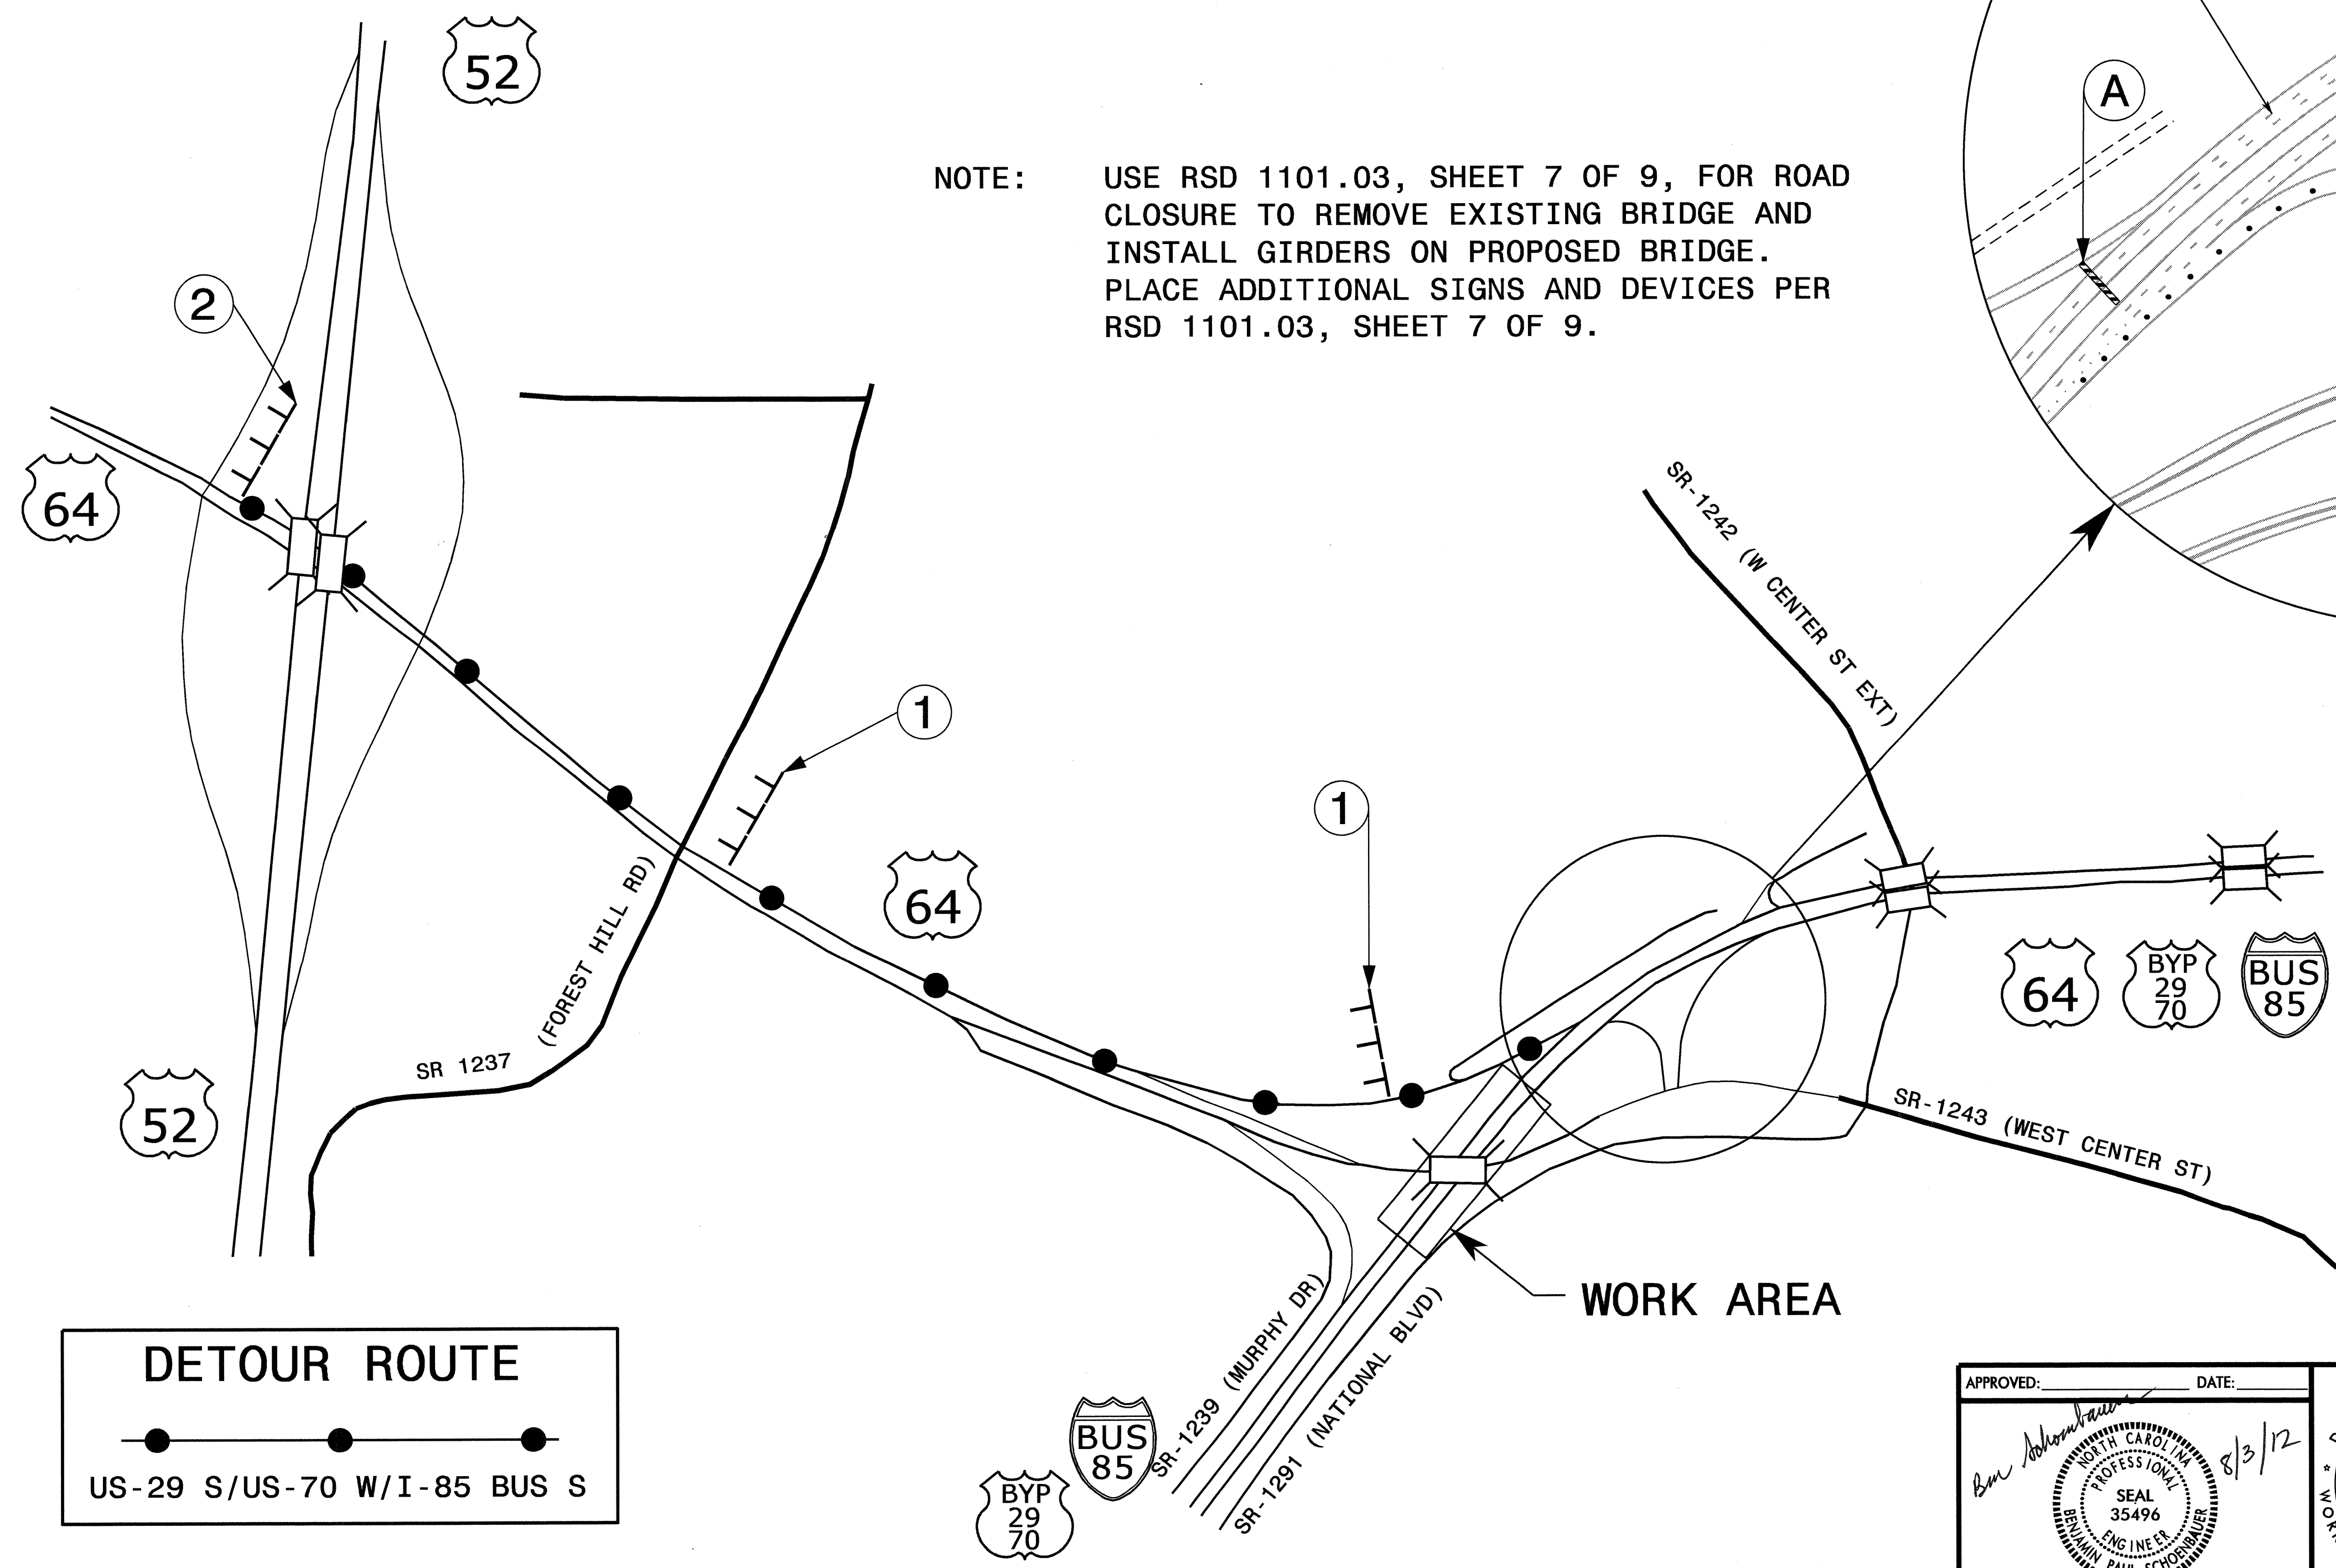 52
A
NOTE: USE RSD 1101.03, SHEET 7 OF 9, FOR ROAD
CLOSURE TO REMOVE EXISTING BRIDGE AND
INSTALL GIRDERS ON PROPOSED BRIDGE.
PLACE ADDITIONAL SIGNS AND DEVICES PER
RSD 1101.03, SHEET 7 OF 9.
2
64
SR-1242 (W CENTER ST EXT)
1
1
64
(FOREST HILL RD)
SR 1237
52
64
BYP
29
70
BUS
85
SR-1243 (WEST CENTER ST)
WORK AREA
SR-1239 (MURPHY DR)
SR-1291 (NATIONAL BLVD)
BUS
85
BYP
29
70
DETOUR ROUTE
US-29 S/US-70 W/I-85 BUS S
APPROVED: DATE:
Ben Schoenbauer
8/3/12
NORTH CAROLINA
PROFESSIONAL
SEAL
35496
ENGINEER
BENJAMIN PAUL SCHOENBAUER